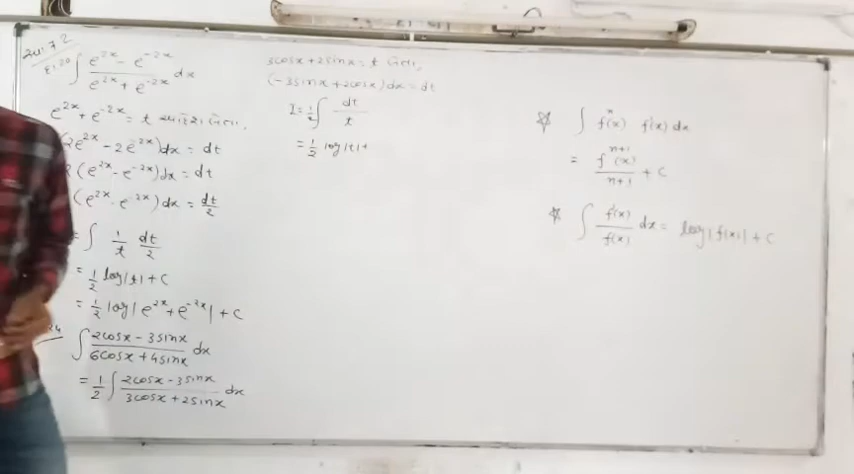 ∫ (e^2x - e^-2x)/(e^2x + e^-2x) dx
e^2x + e^-2x = t
2e^2x - 2e^-2x)dx = dt
(e^2x - e^-2x)dx = dt
(e^2x - e^-2x)dx = dt/2
= ∫ 1/t dt/2
= 1/2 log|t| + c
= 1/2 log|e^2x + e^-2x| + c
∫ (2cosx - 3sinx)/(6cosx + 4sinx) dx
= 1/2 ∫ (2cosx - 3sinx)/(3cosx + 2sinx) dx
3cosx + 2sinx = t
(-3sinx + 2cosx)dx = dt
I = 1/2 ∫ dt/t
= 1/2 log|t|+
☆ ∫ f^n(x) f'(x) dx
= f^n+1(x)/(n+1) + c
☆ ∫ f'(x)/f(x) dx = log|f(x)| + c